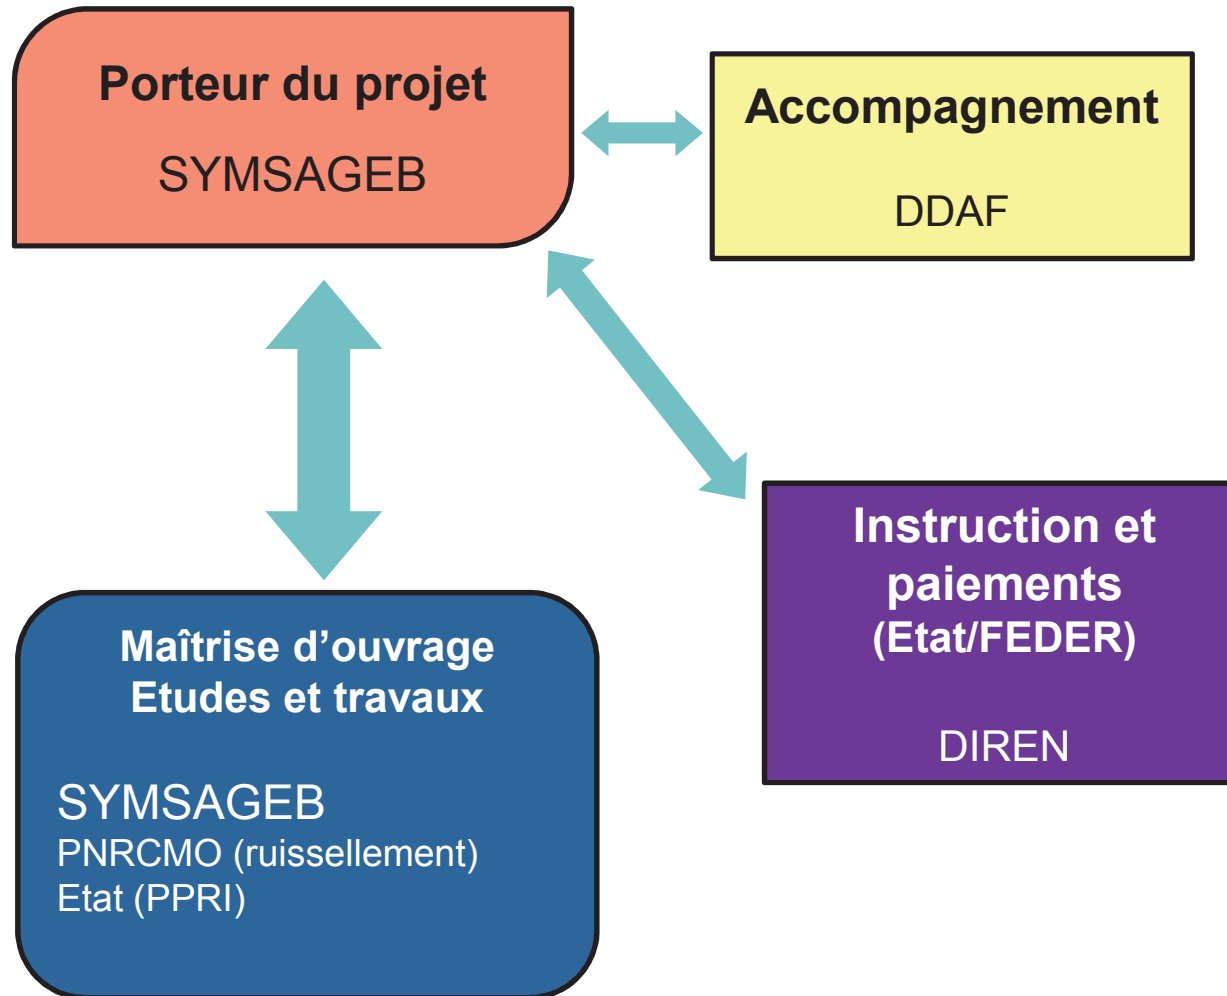 Porteur du projet
SYMSAGEB
Accompagnement
DDAF
Instruction et
paiements
(Etat/FEDER)
DIREN
Maîtrise d’ouvrage
Etudes et travaux
SYMSAGEB
PNRCMO (ruissellement)
Etat (PPRI)